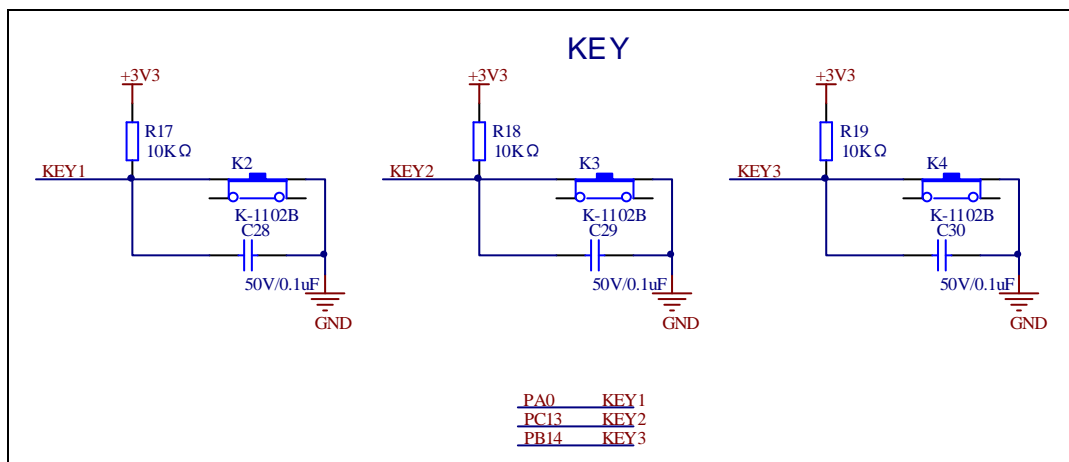 KEY
+3V3 +3V3 +3V3
R17 R18 R19
10KΩ 10KΩ 10KΩ
KEY1 K2 KEY2 K3 KEY3 K4
K-1102B K-1102B K-1102B
C28 C29 C30
50V/0.1uF 50V/0.1uF 50V/0.1uF
GND GND GND
PA0 KEY1
PC13 KEY2
PB14 KEY3